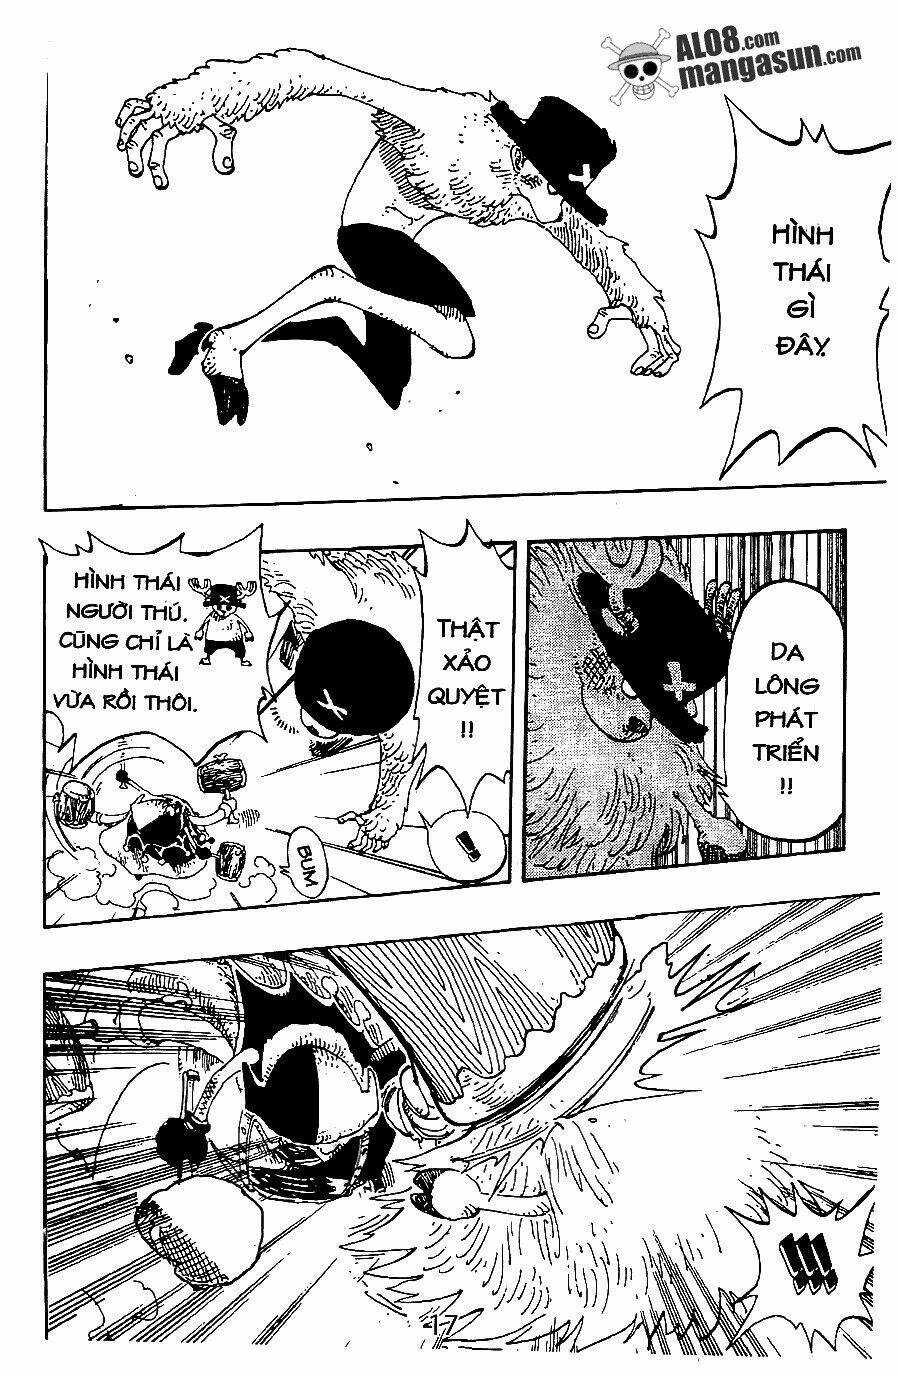 AL08.com
mangasun.com
HÌNH
THÁI
GÌ
ĐÂY.
DA
LÔNG
PHÁT
TRIỂN
!!
THẬT
XẢO
QUYỆT
!!
HÌNH THÁI
NGƯỜI THÚ.
CŨNG CHỈ LÀ
HÌNH THÁI
VỪA RỒI THÔI.
!!
BUM
!!!
17